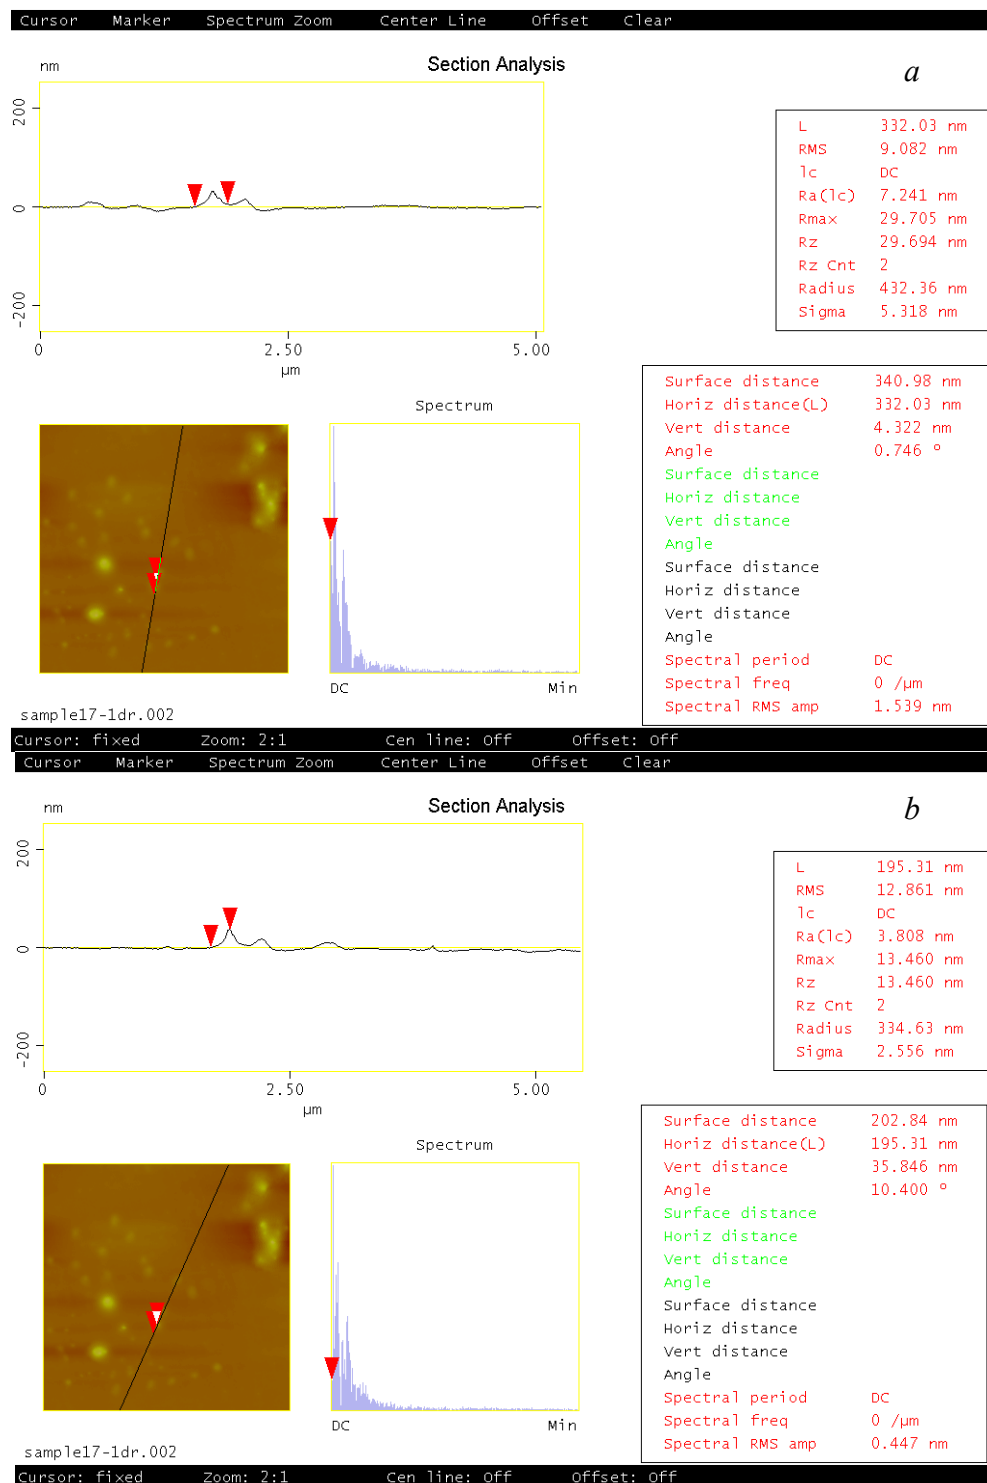 Cursor Marker Spectrum Zoom Center Line Offset Clear
nm Section Analysis a
200
0
-200
0 2.50 5.00
µm
L 332.03 nm
RMS 9.082 nm
lc DC
Ra(lc) 7.241 nm
Rmax 29.705 nm
Rz 29.694 nm
Rz Cnt 2
Radius 432.36 nm
Sigma 5.318 nm
Surface distance 340.98 nm
Horiz distance(L) 332.03 nm
Vert distance 4.322 nm
Angle 0.746 °
Surface distance
Horiz distance
Vert distance
Angle
Surface distance
Horiz distance
Vert distance
Angle
Spectral period DC
Spectral freq 0 /µm
Spectral RMS amp 1.539 nm
Spectrum
DC Min
sample17-1dr.002
Cursor: fixed Zoom: 2:1 Cen line: Off Offset: Off
Cursor Marker Spectrum Zoom Center Line Offset Clear
nm Section Analysis b
200
0
-200
0 2.50 5.00
µm
L 195.31 nm
RMS 12.861 nm
lc DC
Ra(lc) 3.808 nm
Rmax 13.460 nm
Rz 13.460 nm
Rz Cnt 2
Radius 334.63 nm
Sigma 2.556 nm
Surface distance 202.84 nm
Horiz distance(L) 195.31 nm
Vert distance 35.846 nm
Angle 10.400 °
Surface distance
Horiz distance
Vert distance
Angle
Surface distance
Horiz distance
Vert distance
Angle
Spectral period DC
Spectral freq 0 /µm
Spectral RMS amp 0.447 nm
Spectrum
DC Min
sample17-1dr.002
Cursor: fixed Zoom: 2:1 Cen line: Off Offset: Off